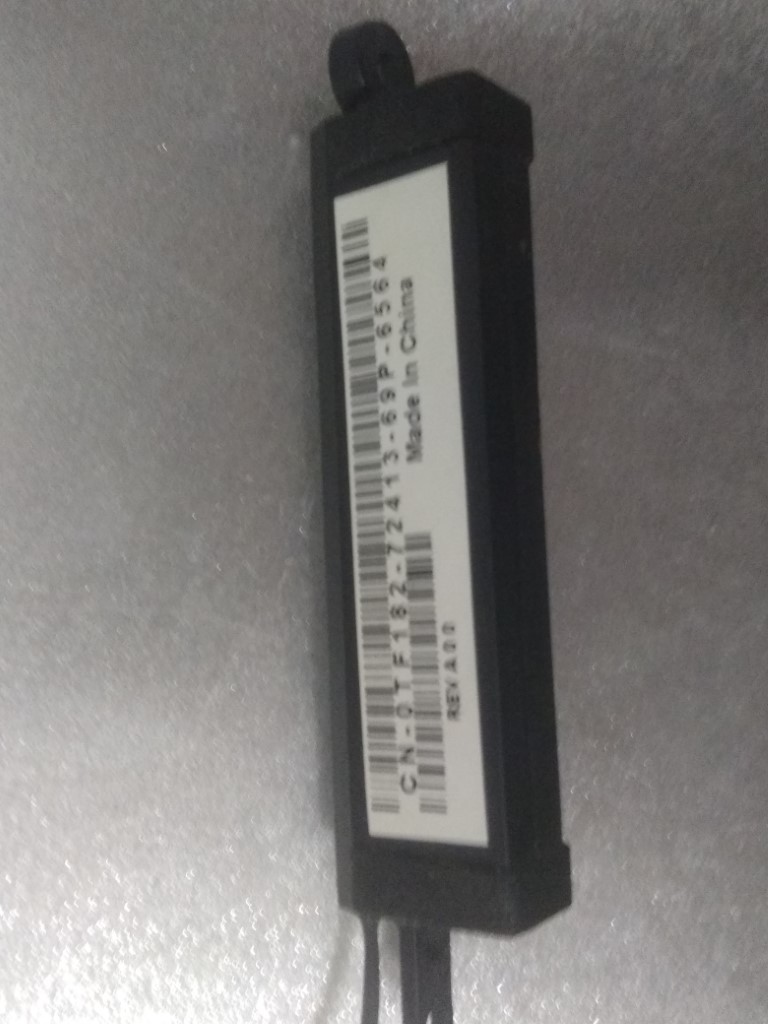 CN-0TF182-72413-69P-6564
Made In China
REV A00